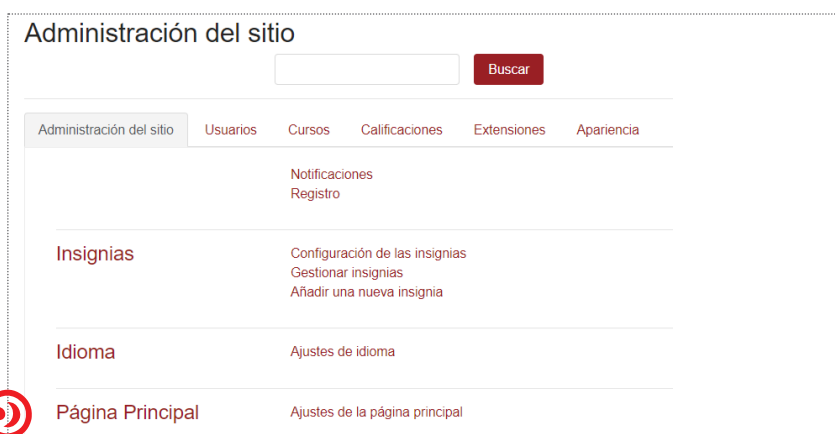 Administración del sitio
Buscar
Administración del sitio Usuarios Cursos Calificaciones Extensiones Apariencia
Notificaciones
Registro
Insignias Configuración de las insignias
Gestionar insignias
Añadir una nueva insignia
Idioma Ajustes de idioma
Página Principal Ajustes de la página principal